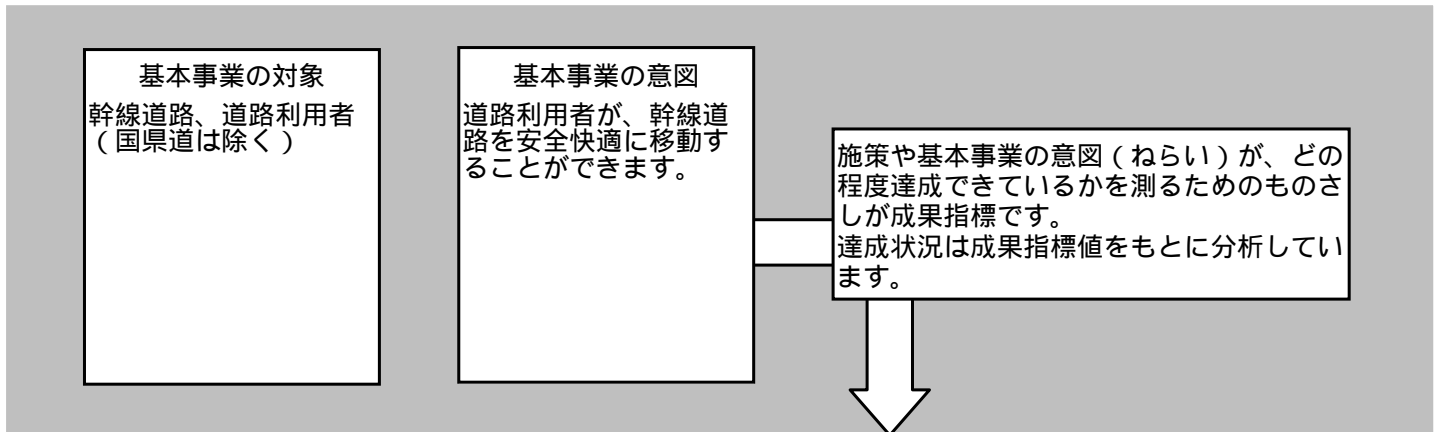 基本事業の対象
幹線道路、道路利用者
（国県道は除く）
基本事業の意図
道路利用者が、幹線道
路を安全快適に移動す
ることができます。
施策や基本事業の意図（ねらい）が、どの
程度達成できているかを測るためのものさ
しが成果指標です。
達成状況は成果指標値をもとに分析してい
ます。